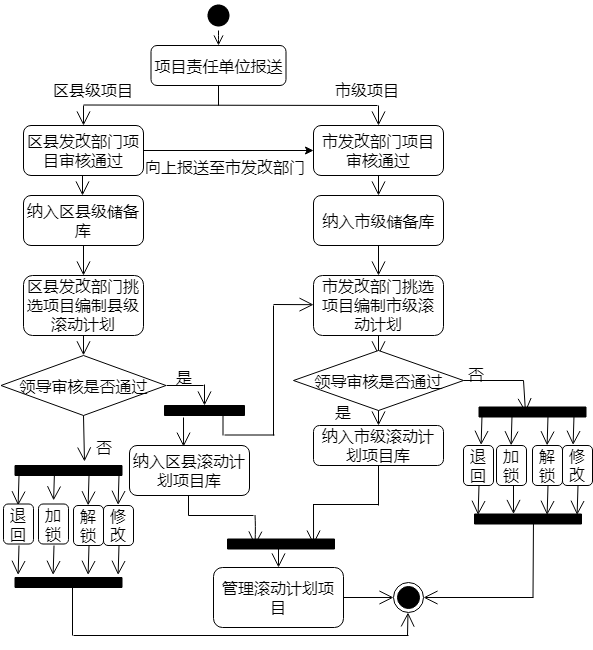 项目责任单位报送
区县级项目
市级项目
区县发改部门项
目审核通过
向上报送至市发改部门
市发改部门项目
审核通过
纳入区县级储备
库
纳入市级储备库
区县发改部门挑
选项目编制县级
滚动计划
市发改部门挑选
项目编制市级滚
动计划
领导审核是否通过
是
领导审核是否通过
否
否
纳入区县滚动计
划项目库
是
纳入市级滚动计
划项目库
退
回
加
锁
解
锁
修
改
退
回
加
锁
解
锁
修
改
管理滚动计划项
目